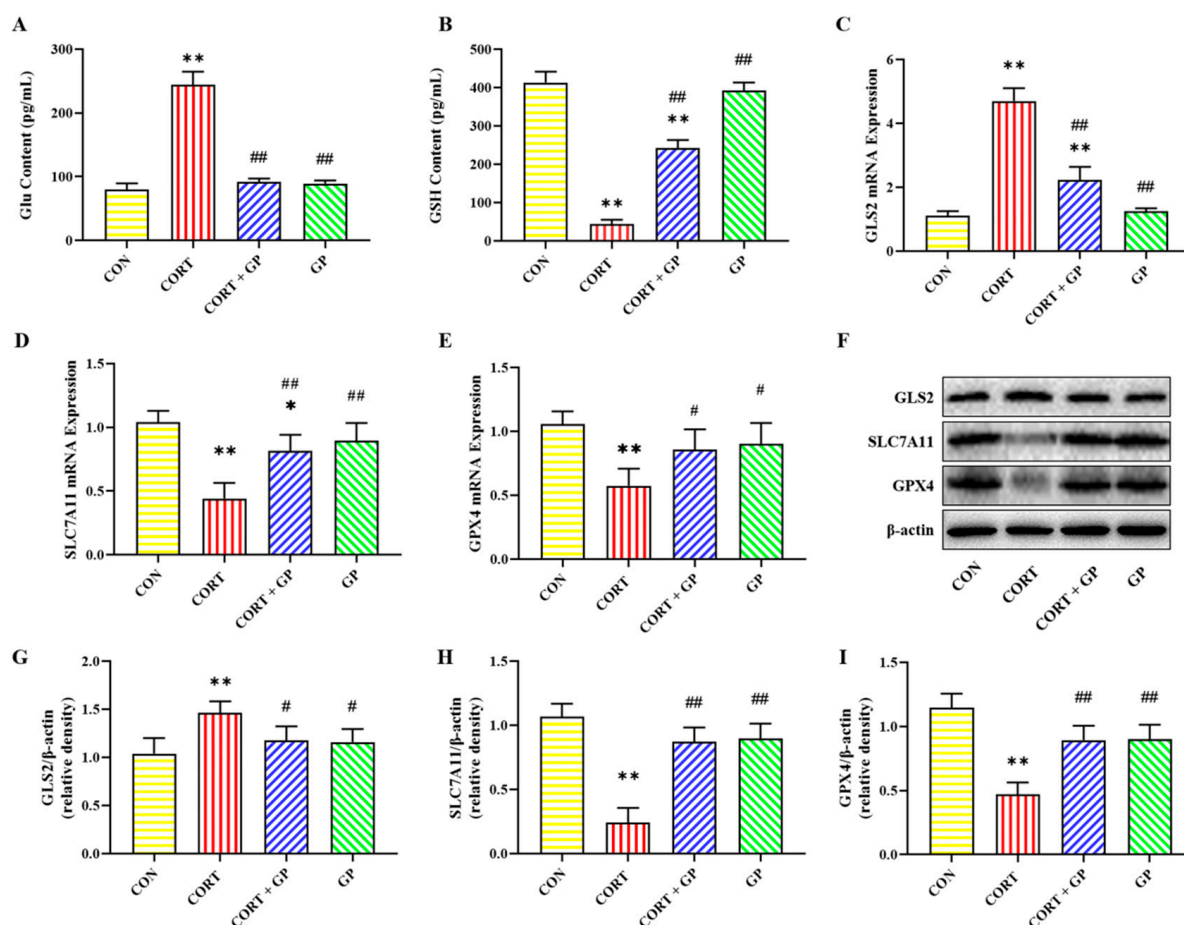 A
Glu Content (pg/mL)
300
200
100
0
**
##
##
CON
CORT
CORT + GP
GP
B
GSH Content (pg/mL)
500
400
300
200
100
0
**
##
**
##
CON
CORT
CORT + GP
GP
C
GLS2 mRNA Expression
6
4
2
0
**
##
**
##
CON
CORT
CORT + GP
GP
D
SLC7A11 mRNA Expression
1.5
1.0
0.5
0.0
**
##
*
##
CON
CORT
CORT + GP
GP
E
GPX4 mRNA Expression
1.5
1.0
0.5
0.0
**
#
#
CON
CORT
CORT + GP
GP
F
GLS2
SLC7A11
GPX4
β-actin
CON
CORT
CORT + GP
GP
G
GLS2/β-actin
(relative density)
2.0
1.5
1.0
0.5
0.0
**
#
#
CON
CORT
CORT + GP
GP
H
SLC7A11/β-actin
(relative density)
1.5
1.0
0.5
0.0
**
##
##
CON
CORT
CORT + GP
GP
I
GPX4/β-actin
(relative density)
1.5
1.0
0.5
0.0
**
##
##
CON
CORT
CORT + GP
GP